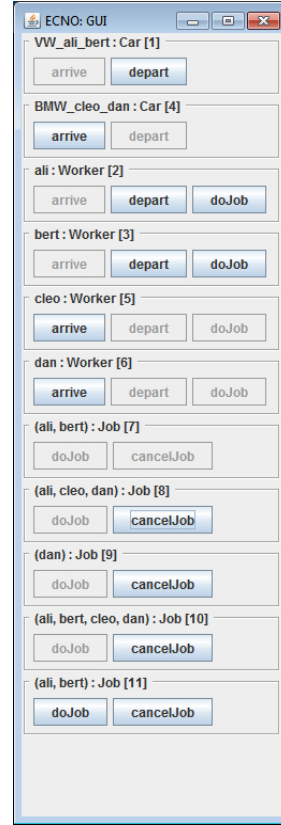 ECNO: GUI
VW_ali_bert : Car [1]
arrive depart
BMW_cleo_dan : Car [4]
arrive depart
ali : Worker [2]
arrive depart doJob
bert : Worker [3]
arrive depart doJob
cleo : Worker [5]
arrive depart doJob
dan : Worker [6]
arrive depart doJob
(ali, bert) : Job [7]
doJob cancelJob
(ali, cleo, dan) : Job [8]
doJob cancelJob
(dan) : Job [9]
doJob cancelJob
(ali, bert, cleo, dan) : Job [10]
doJob cancelJob
(ali, bert) : Job [11]
doJob cancelJob